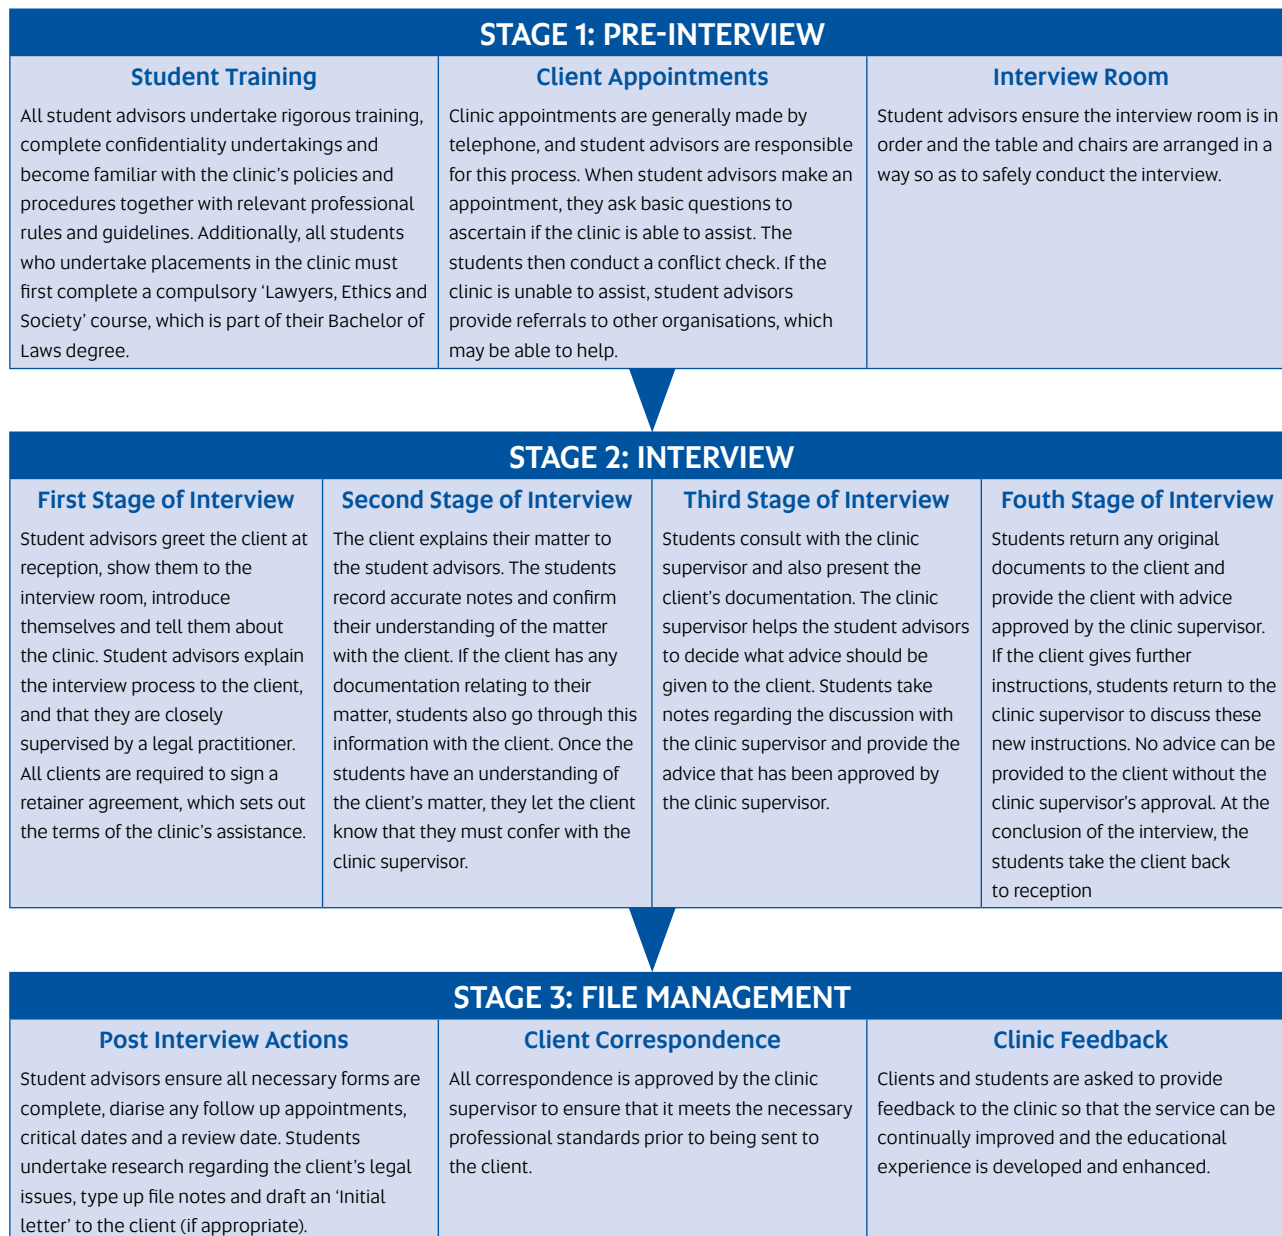 STAGE 1: PRE-INTERVIEW
Student Training
All student advisors undertake rigorous training,
complete confidentiality undertakings and
become familiar with the clinic's policies and
procedures together with relevant professional
rules and guidelines. Additionally, all students
who undertake placements in the clinic must
first complete a compulsory 'Lawyers, Ethics and
Society' course, which is part of their Bachelor of
Laws degree.
Client Appointments
Clinic appointments are generally made by
telephone, and student advisors are responsible
for this process. When student advisors make an
appointment, they ask basic questions to
ascertain if the clinic is able to assist. The
students then conduct a conflict check. If the
clinic is unable to assist, student advisors
provide referrals to other organisations, which
may be able to help.
Interview Room
Student advisors ensure the interview room is in
order and the table and chairs are arranged in a
way so as to safely conduct the interview.
STAGE 2: INTERVIEW
First Stage of Interview
Student advisors greet the client at
reception, show them to the
interview room, introduce
themselves and tell them about
the clinic. Student advisors explain
the interview process to the client,
and that they are closely
supervised by a legal practitioner.
All clients are required to sign a
retainer agreement, which sets out
the terms of the clinic's assistance.
Second Stage of Interview
The client explains their matter to
the student advisors. The students
record accurate notes and confirm
their understanding of the matter
with the client. If the client has any
documentation relating to their
matter, students also go through this
information with the client. Once the
students have an understanding of
the client's matter, they let the client
know that they must confer with the
clinic supervisor.
Third Stage of Interview
Students consult with the clinic
supervisor and also present the
client's documentation. The clinic
supervisor helps the student advisors
to decide what advice should be
given to the client. Students take
notes regarding the discussion with
the clinic supervisor and provide the
advice that has been approved by
the clinic supervisor.
Fouth Stage of Interview
Students return any original
documents to the client and
provide the client with advice
approved by the clinic supervisor.
If the client gives further
instructions, students return to the
clinic supervisor to discuss these
new instructions. No advice can be
provided to the client without the
clinic supervisor's approval. At the
conclusion of the interview, the
students take the client back
to reception
STAGE 3: FILE MANAGEMENT
Post Interview Actions
Student advisors ensure all necessary forms are
complete, diarise any follow up appointments,
critical dates and a review date. Students
undertake research regarding the client's legal
issues, type up file notes and draft an 'Initial
letter' to the client (if appropriate).
Client Correspondence
All correspondence is approved by the clinic
supervisor to ensure that it meets the necessary
professional standards prior to being sent to
the client.
Clinic Feedback
Clients and students are asked to provide
feedback to the clinic so that the service can be
continually improved and the educational
experience is developed and enhanced.